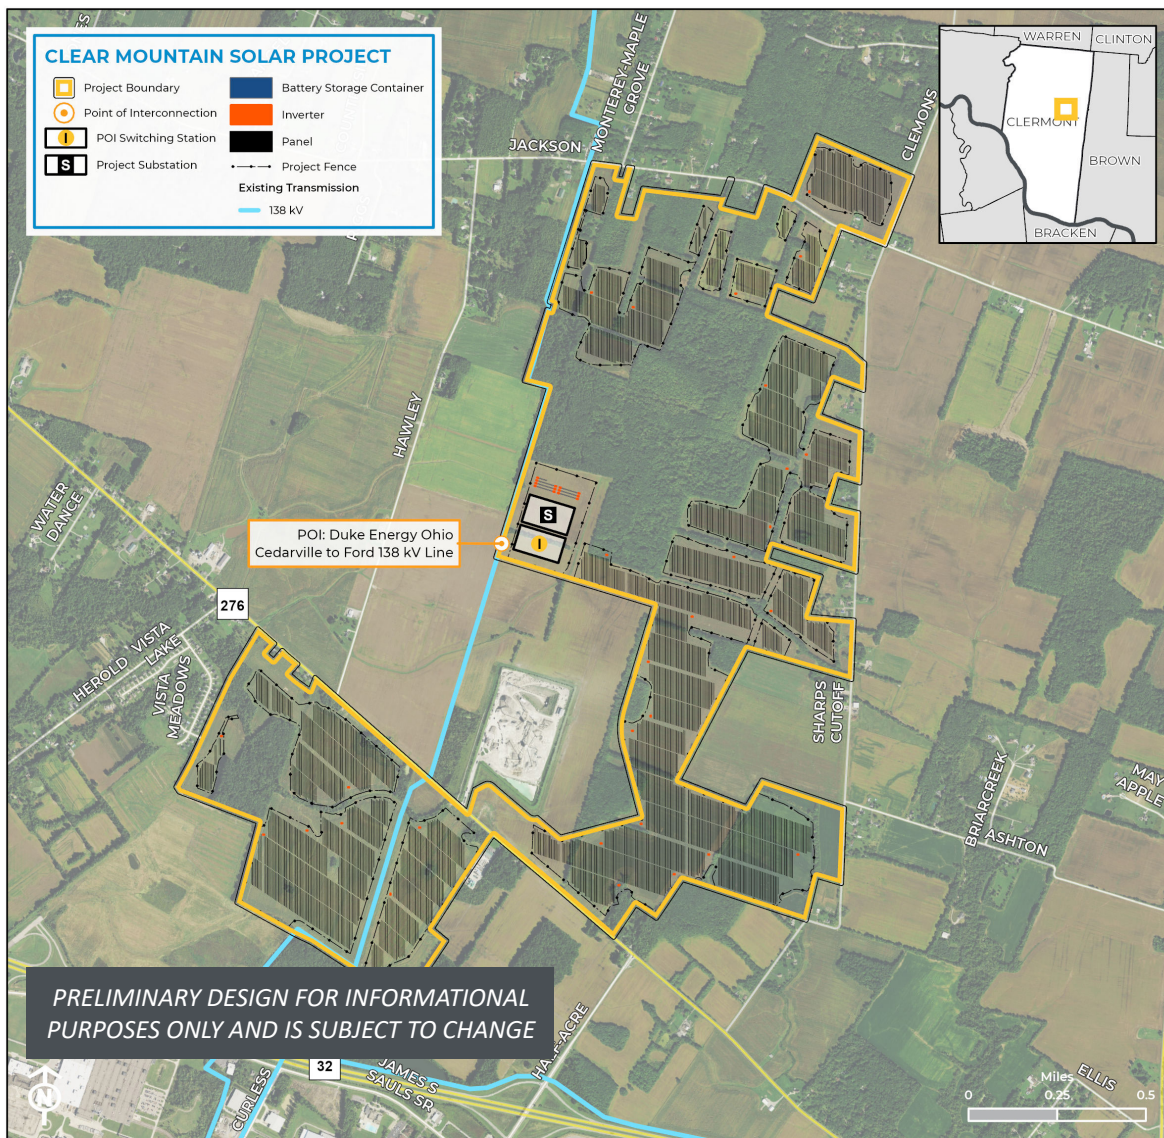 CLEAR MOUNTAIN SOLAR PROJECT
Project Boundary
Point of Interconnection
I
POI Switching Station
S
Project Substation
Battery Storage Container
Inverter
Panel
Project Fence
Existing Transmission
138 kV
JACKSON
MONTEREY-MAPLE
GROVE
CLEMONS
WARREN
CLINTON
CLERMONT
BROWN
BRACKEN
HAWLEY
WATER
DANCE
S
I
POI: Duke Energy Ohio
Cedarville to Ford 138 kV Line
276
HEROLD
VISTA
LAKE
VISTA
MEADOWS
SHARPS
CUTOFF
BRIARCREEK
ASHTON
MAY
APPLE
PRELIMINARY DESIGN FOR INFORMATIONAL
PURPOSES ONLY AND IS SUBJECT TO CHANGE
32
JAMES S
SAULS SR
CURLESS
ELLIS
N
Miles
0
0.25
0.5